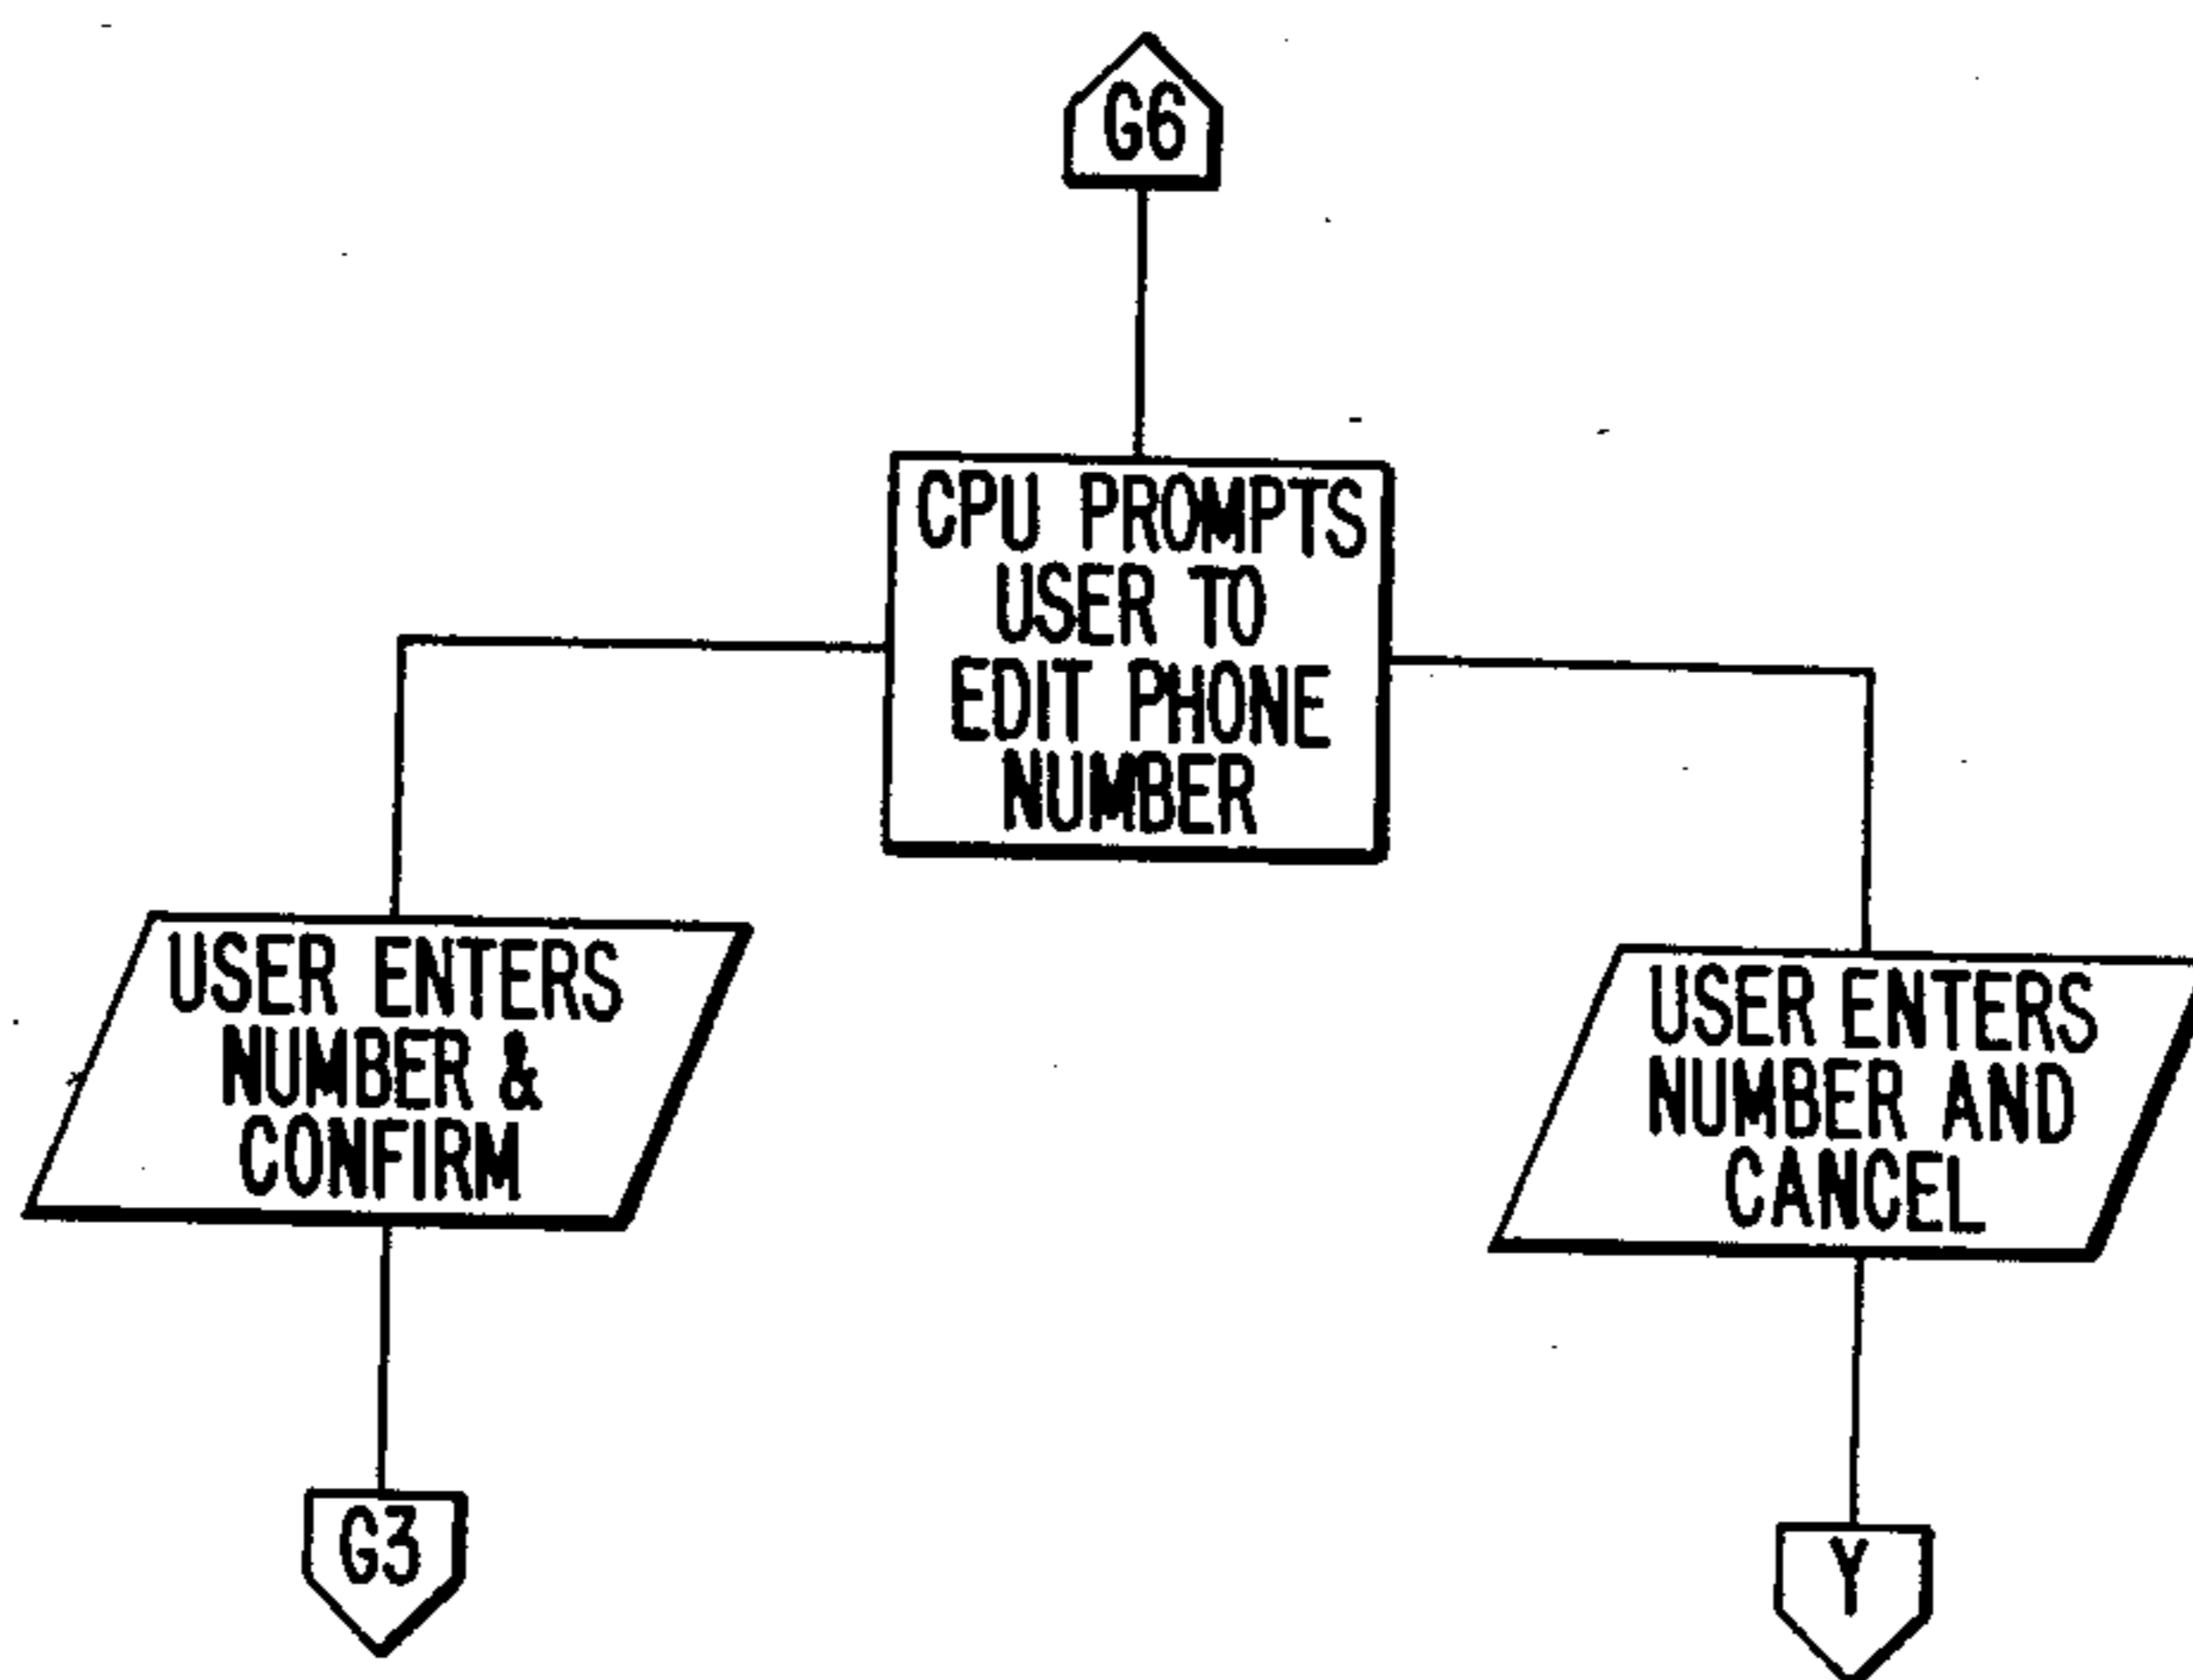 G6
CPU PROMPTS
USER TO
EDIT PHONE
NUMBER
USER ENTERS
NUMBER &
CONFIRM
USER ENTERS
NUMBER AND
CANCEL
G3
Y